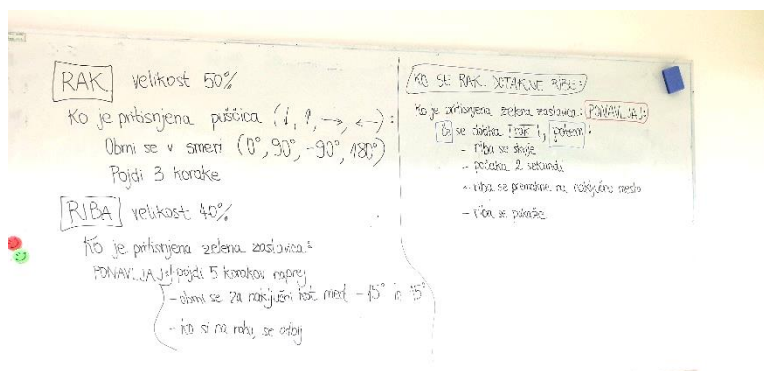 RAK velikost 50%
Ko je pritisnjena puščica (↓, ↑, →, ←):
Obrni se v smeri (0°, 90°, -90°, 180°)
Pojdi 3 korake
RIBA velikost 40%
Ko je pritisnjena zelena zastavica:
PONAVLJAJ: pojdi 5 korakov naprej
- obrni se za naključni kot med -15° in 15°
- ko si na robu, se odbij
KO SE RAK DOTAKNE RIBE:
Ko je pritisnjena zelena zastavica: PONAVLJAJ:
Če se dotika rak, potem:
- riba se skrije
- počaka 2 sekundi
- riba se premakne na naključno mesto
- riba se pokaže